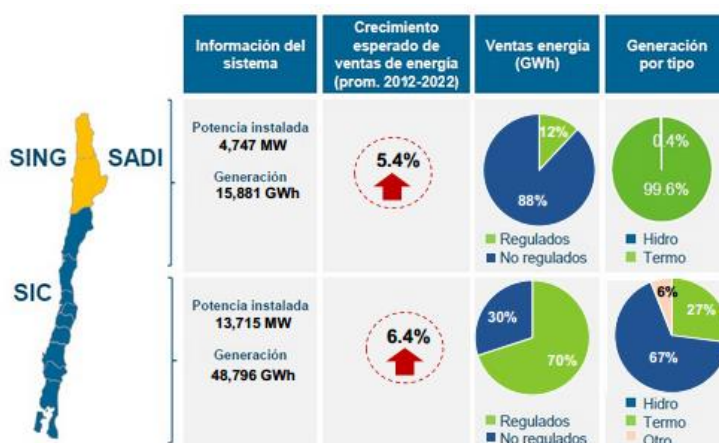 Información del
sistema
Crecimiento
esperado de
ventas de energía
(prom. 2012-2022)
Ventas energía
(GWh)
Generación
por tipo
SING
SADI
Potencia instalada
4,747 MW
Generación
15,881 GWh
5.4%
12%
88%
Regulados
No regulados
0.4%
99.6%
Hidro
Termo
SIC
Potencia instalada
13,715 MW
Generación
48,796 GWh
6.4%
30%
70%
Regulados
No regulados
6%
27%
67%
Hidro
Termo
Otro